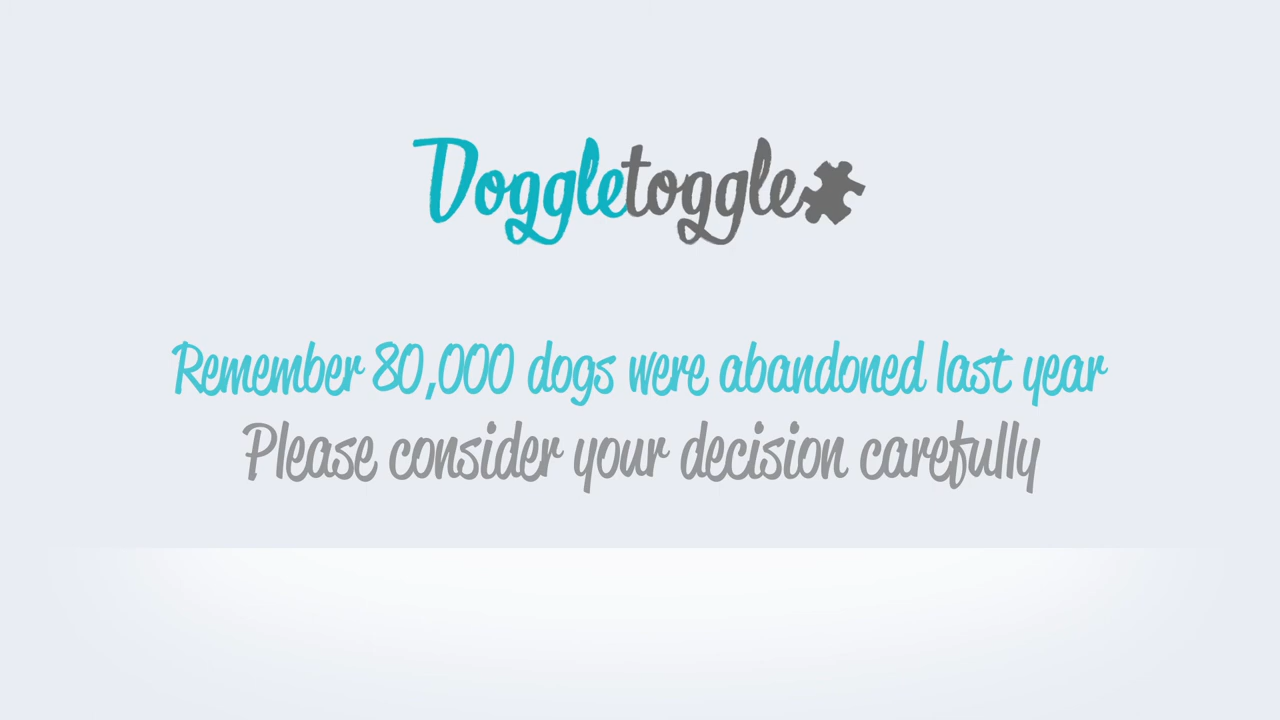 Doggletoggle
Remember 80,000 dogs were abandoned last year
Please consider your decision carefully